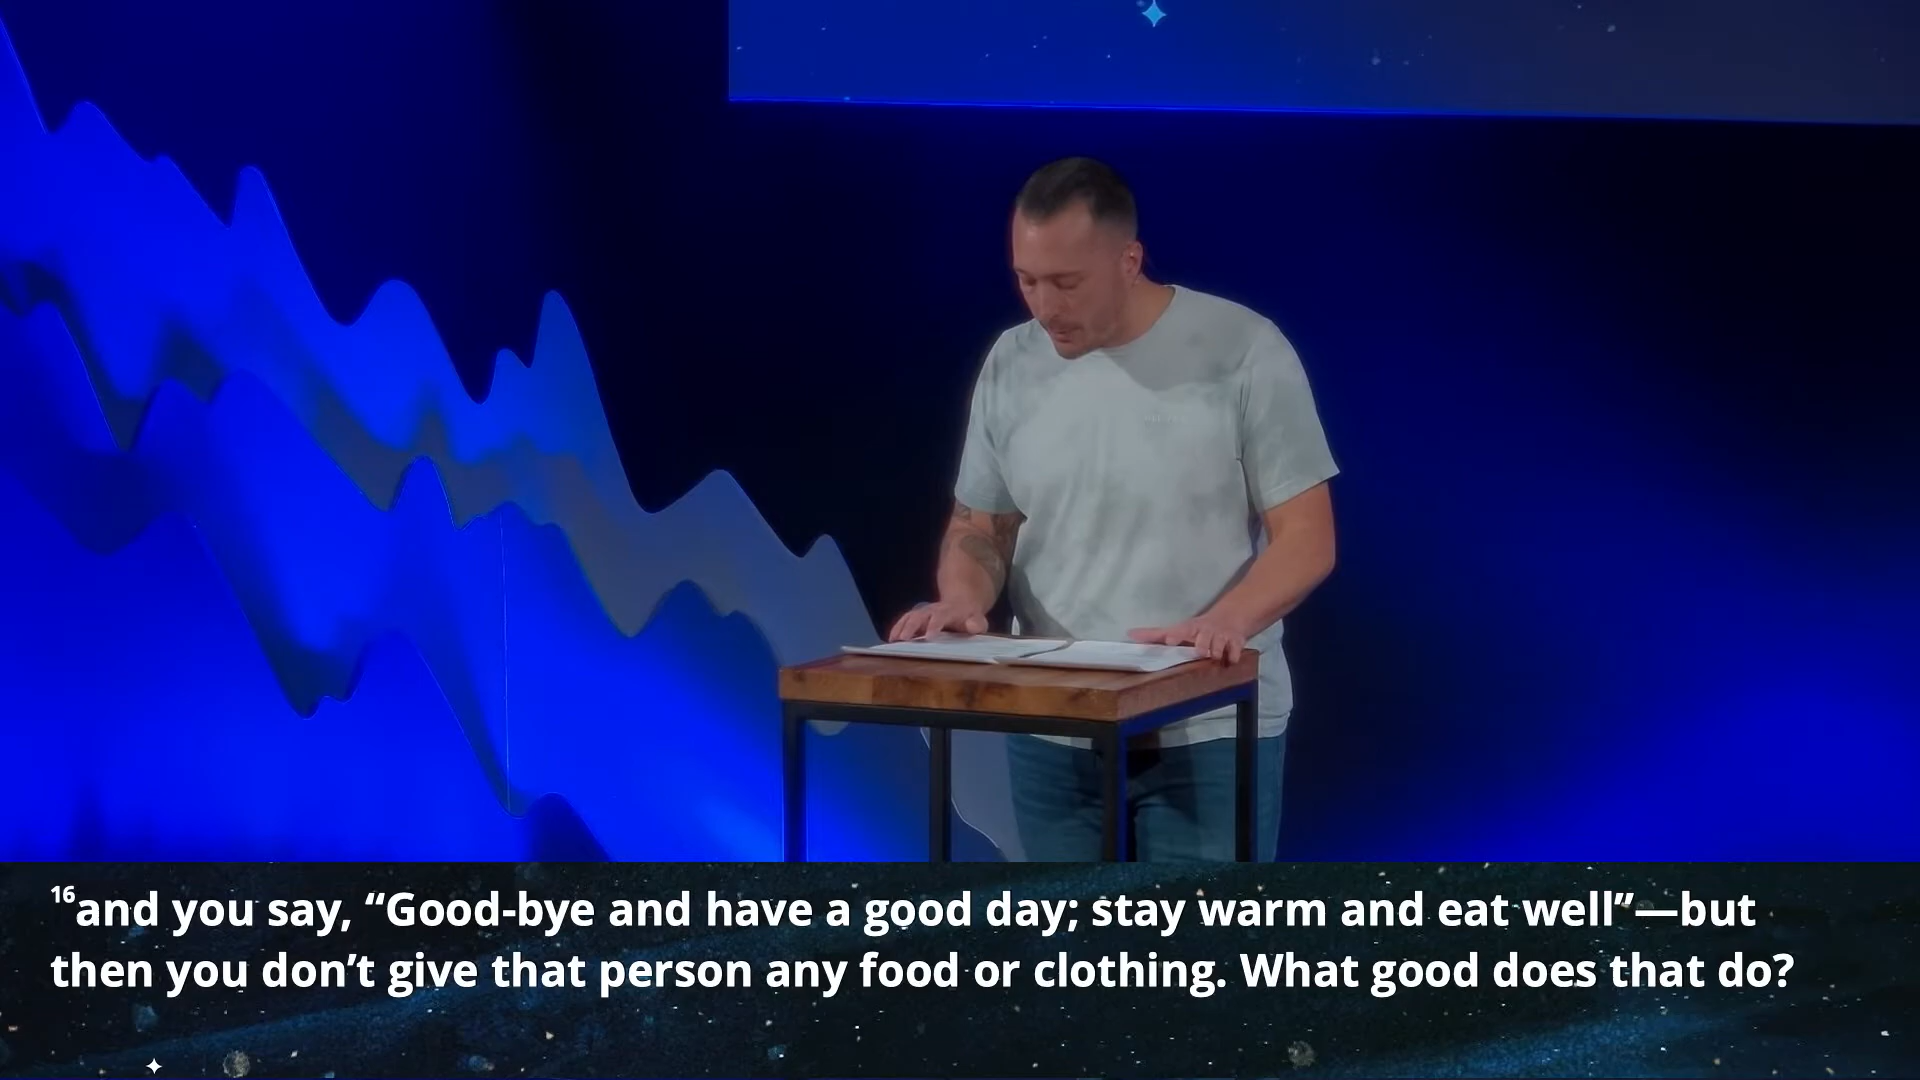 16and you say, “Good-bye and have a good day; stay warm and eat well”—but
then you don’t give that person any food or clothing. What good does that do?